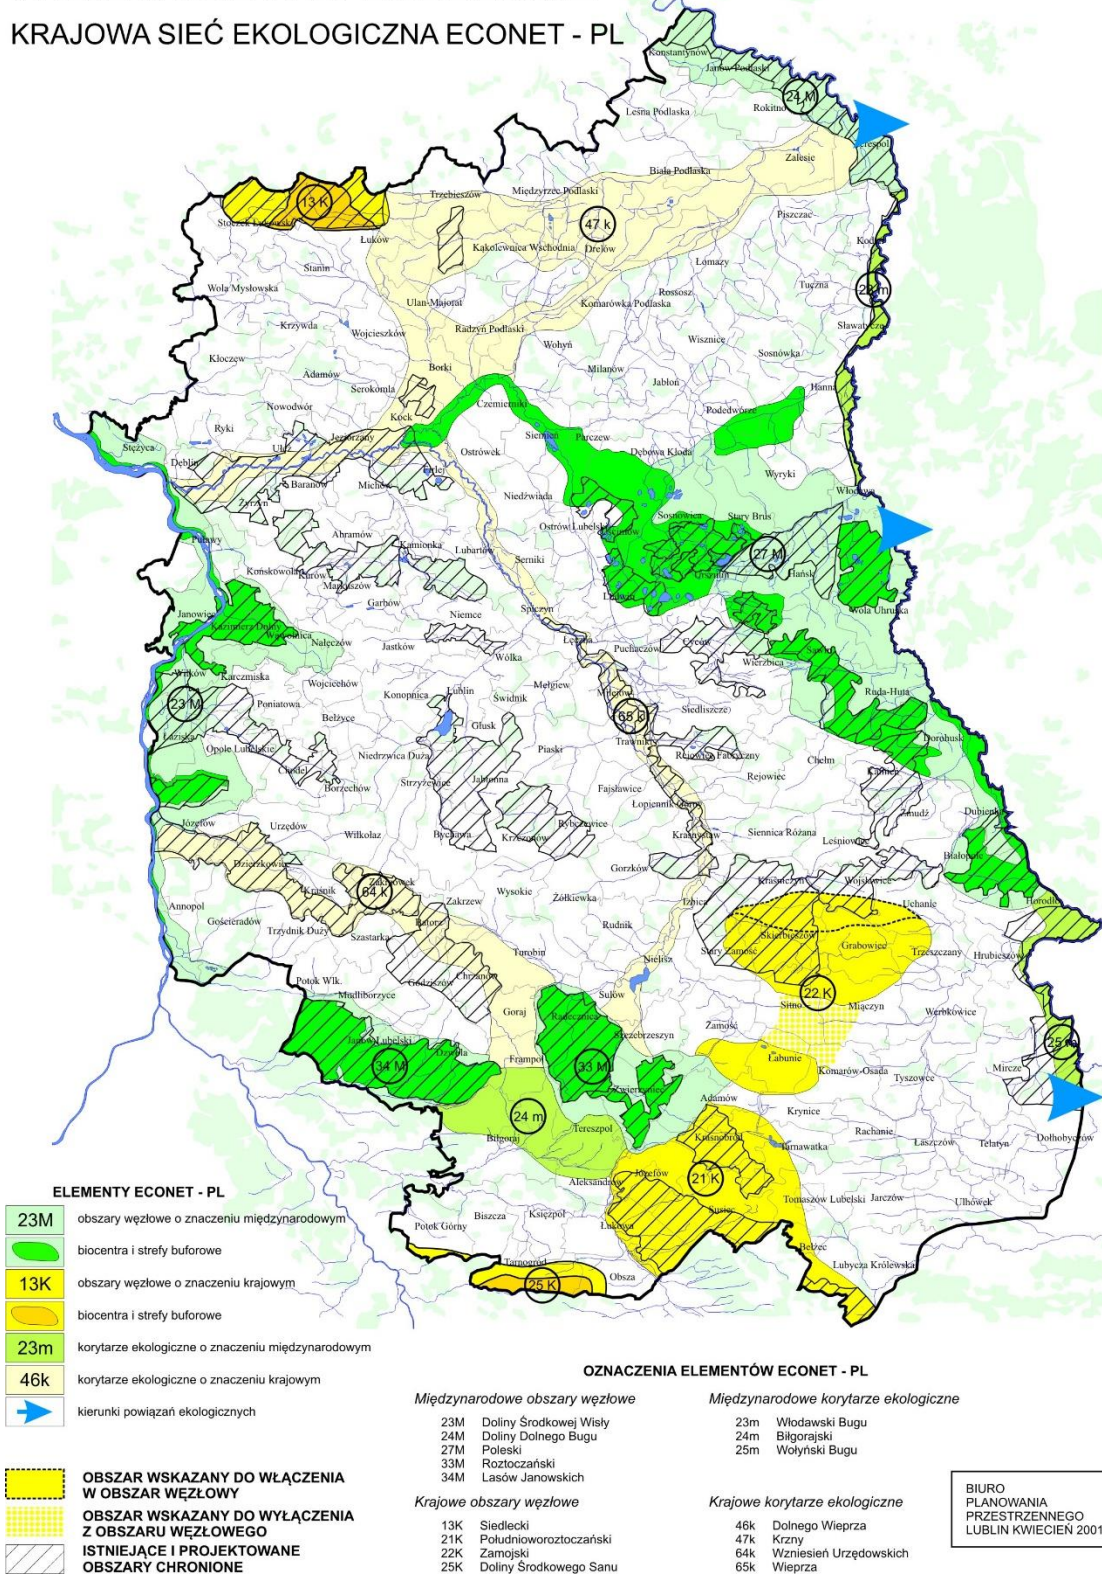 KRAJOWA SIEĆ EKOLOGICZNA ECONET - PL
Konstantynów
Janów Podlaski
24 M
Rokitno
Leśna Podlaska
Zalesie
Biała Podlaska
Trzebieszów
Międzyrzec Podlaski
13 K
47 k
Piszczac
Łuków
Kąkolewnica Wschodnia
Drelów
Stanin
Łomazy
Wola Mysłowska
Tuczna
Rossosz
Ulan-Majorat
Komarówka Podlaska
Krzywda
Wojcieszków
Radzyń Podlaski
Wohyń
Wisznice
Sosnówka
Kłoczew
Adamów
Borki
Milanów
Jabłoń
Hanna
Serokomla
Nowodwór
Czemierniki
Podedwórze
Kock
Ryki
Jeziorzany
Siemień
Parczew
Stężyca
Ułęż
Ostrówek
Dębowa Kłoda
Dęblin
Firlej
Wyryki
Baranów
Michów
Niedźwiada
Włodawa
Żyrzyn
Sosnowica
Stary Brus
Ostrów Lubelski
Abramów
Puławy
Kamionka
Lubartów
27 M
Serniki
Końskowola
Kurów
Markuszów
Hańsk
Garbów
Ludwin
Spiczyn
Wola Uhruska
Janowiec
Niemce
Kazimierz Dolny
Wąwolnica
Nałęczów
Jastków
Łęczna
Puchaczów
Cyców
Wólka
Wierzbica
Sawin
Wilków
Karczmiska
Wojciechów
Mełgiew
Konopnica
Lublin
Świdnik
Milejów
Ruda-Huta
23 M
Poniatowa
Siedliszcze
Bełżyce
Głusk
65 k
Łaziska
Trawniki
Dorohusk
Opole Lubelskie
Niedrzwica Duża
Piaski
Rejowiec Fabryczny
Chełm
Chodel
Strzyżewice
Jabłonna
Rejowiec
Kamień
Borzechów
Fajsławice
Żmudź
Dubienka
Józefów
Urzędów
Wilkołaz
Bychawa
Krzczonów
Rybczewice
Krasnystaw
Siennica Różana
Leśniowice
Białopole
Dzierzkowice
Gorzków
Kraśnik
Zakrzówek
Kraśniczyn
Wojsławice
64 k
Wysokie
Annopol
Zakrzew
Żółkiewka
Izbica
Uchanie
Horodło
Gościeradów
Batorz
Trzydnik Duży
Rudnik
Szastarka
Skierbieszów
Turobin
Stary Zamość
Grabowiec
Trzeszczany
Hrubieszów
Nielisz
Potok Wlk.
Chrzanów
Godziszów
Modliborzyce
Sułów
22 K
Sitno
Miączyn
Goraj
Radecznica
Werbkowice
Szczebrzeszyn
Zamość
Janów Lubelski
Dzwola
25 m
Frampol
Łabunie
34 M
33 M
Komarów-Osada
Mircze
Tyszowce
Zwierzyniec
Adamów
Krynice
24 m
Tereszpol
Rachanie
Biłgoraj
Krasnobród
Tarnawatka
Łaszczów
Telatyn
Dołhobyczów
Aleksandrów
Józefów
21 K
Tomaszów Lubelski
Jarczów
Ulhówek
Biszcza
Księżpol
Susiec
Potok Górny
Łukowa
Bełżec
Tarnogród
Lubycza Królewska
25 K
Obsza
ELEMENTY ECONET - PL
23M obszary węzłowe o znaczeniu międzynarodowym
biocentra i strefy buforowe
13K obszary węzłowe o znaczeniu krajowym
biocentra i strefy buforowe
23m korytarze ekologiczne o znaczeniu międzynarodowym
46k korytarze ekologiczne o znaczeniu krajowym
kierunki powiązań ekologicznych
OBSZAR WSKAZANY DO WŁĄCZENIA
W OBSZAR WĘZŁOWY
OBSZAR WSKAZANY DO WYŁĄCZENIA
Z OBSZARU WĘZŁOWEGO
ISTNIEJĄCE I PROJEKTOWANE
OBSZARY CHRONIONE
OZNACZENIA ELEMENTÓW ECONET - PL
Międzynarodowe obszary węzłowe
23M Doliny Środkowej Wisły
24M Doliny Dolnego Bugu
27M Poleski
33M Roztoczański
34M Lasów Janowskich
Krajowe obszary węzłowe
13K Siedlecki
21K Południoworoztoczański
22K Zamojski
25K Doliny Środkowego Sanu
Międzynarodowe korytarze ekologiczne
23m Włodawski Bugu
24m Biłgorajski
25m Wołyński Bugu
Krajowe korytarze ekologiczne
46k Dolnego Wieprza
47k Krzny
64k Wzniesień Urzędowskich
65k Wieprza
BIURO
PLANOWANIA
PRZESTRZENNEGO
LUBLIN KWIECIEŃ 2001